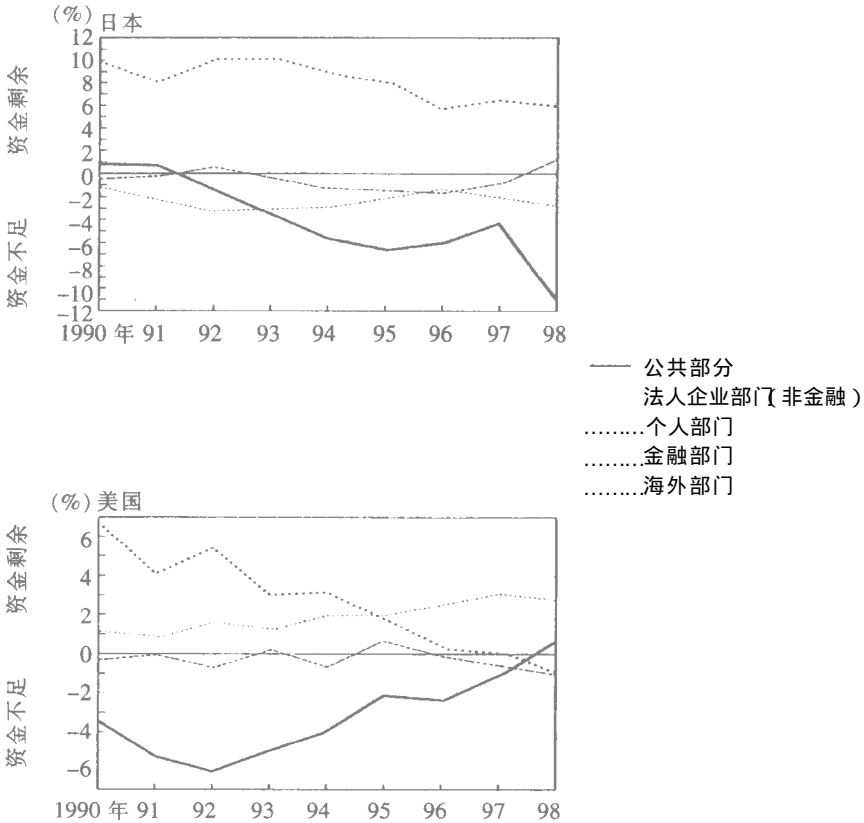 (%) 日本
资金剩余
资金不足
12
10
8
6
4
2
0
−2
−4
−6
−8
−10
−12
1990 年 91 92 93 94 95 96 97 98
公共部分
法人企业部门(非金融)
………个人部门
………金融部门
………海外部门
(%) 美国
资金剩余
资金不足
6
4
2
0
−2
−4
−6
1990 年 91 92 93 94 95 96 97 98